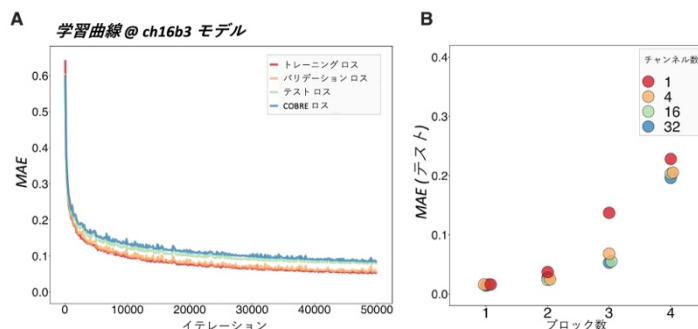 A
学習曲線 @ ch16b3 モデル
トレーニング ロス
バリデーション ロス
テスト ロス
COBRE ロス
MAE
0.6
0.5
0.4
0.3
0.2
0.1
0.0
0
10000
20000
30000
40000
50000
イテレーション
B
チャンネル数
1
4
16
32
MAE (テスト)
0.4
0.3
0.2
0.1
0.0
1
2
3
4
ブロック数